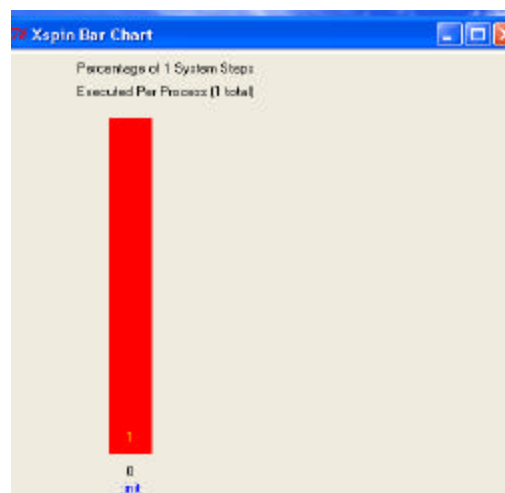 Xspin Bar Chart
Percentage of 1 System Steps
Executed Per Process (1 total)
1
0
init